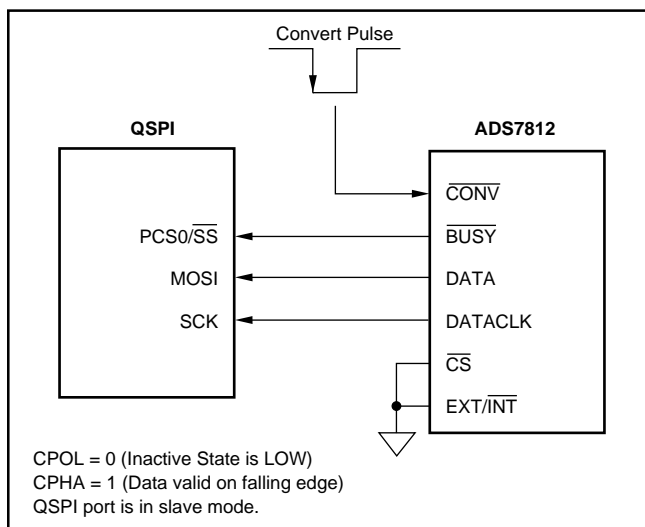 Convert Pulse
QSPI
ADS7812
CONV
PCS0/SS
BUSY
MOSI
DATA
SCK
DATACLK
CS
EXT/INT
CPOL = 0 (Inactive State is LOW)
CPHA = 1 (Data valid on falling edge)
QSPI port is in slave mode.